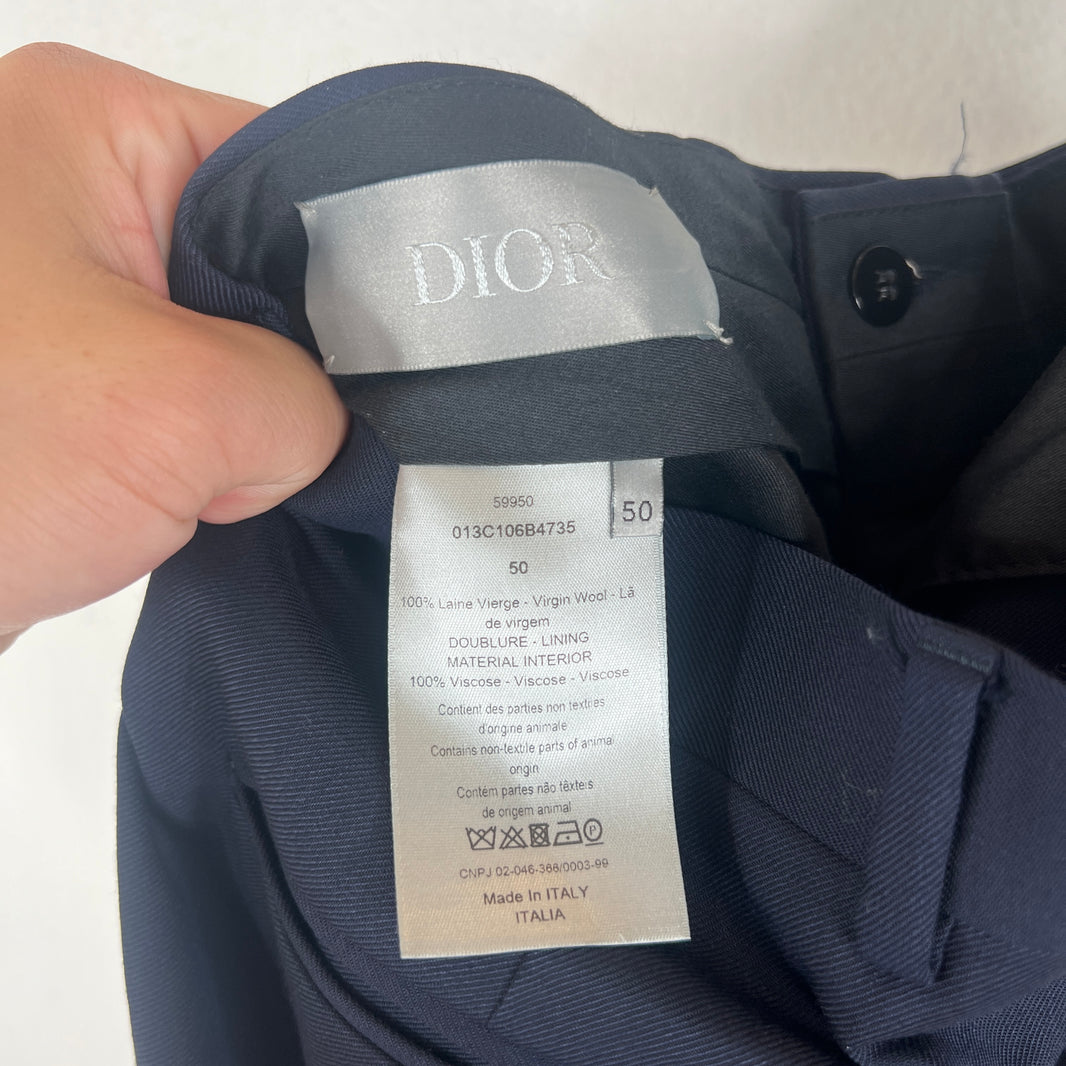 DIOR
59950
50
013C106B4735
50
100% Laine Vierge - Virgin Wool - Lã
de virgem
DOUBLURE - LINING
MATERIAL INTERIOR
100% Viscose - Viscose - Viscose
Contient des parties non textiles
d'origine animale
Contains non-textile parts of animal
origin
Contém partes não têxteis
de origem animal
P
CNPJ 02-046-366/0003-99
Made In ITALY
ITALIA